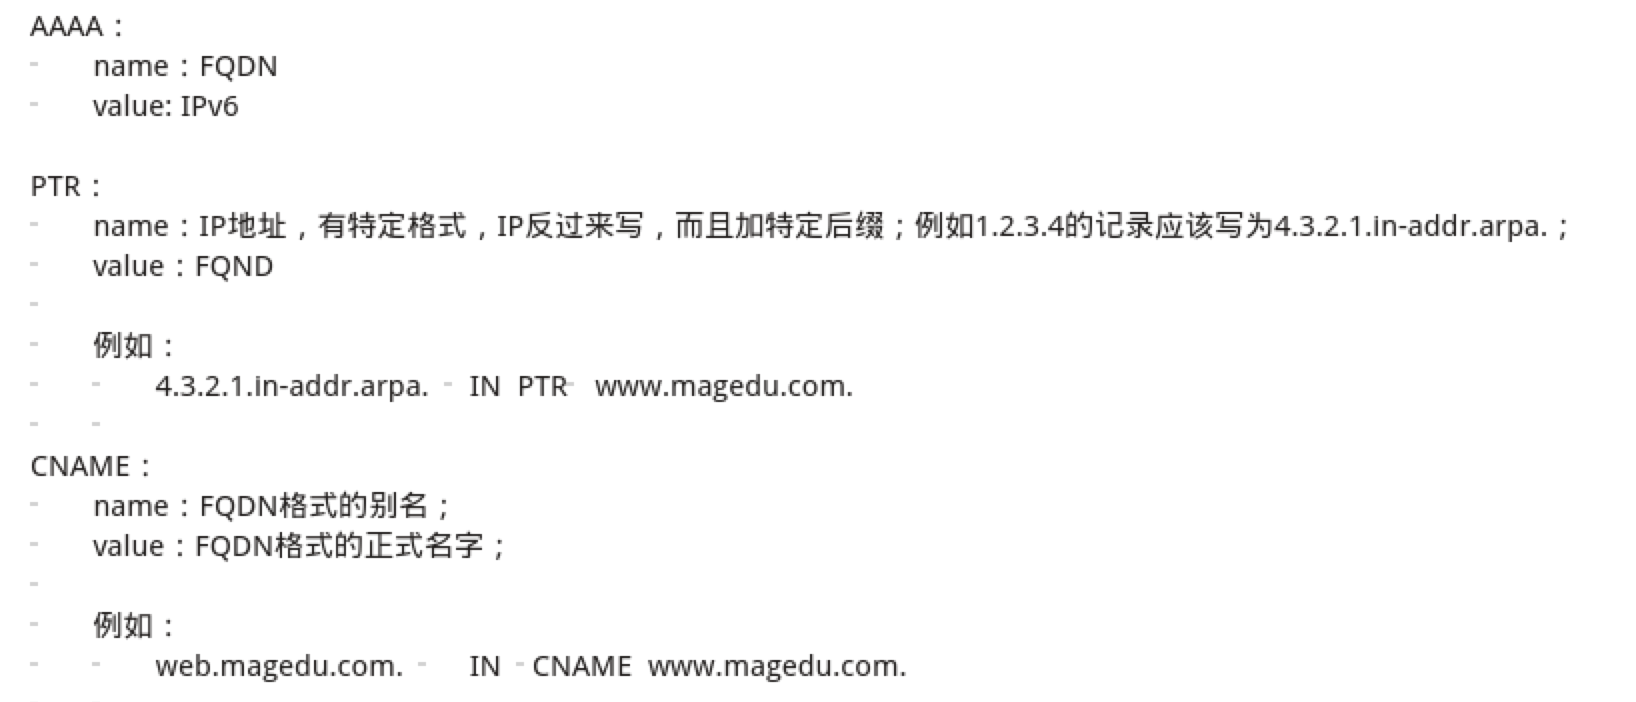 AAAA：
name：FQDN
value: IPv6
PTR：
name：IP地址，有特定格式，IP反过来写，而且加特定后缀；例如1.2.3.4的记录应该写为4.3.2.1.in-addr.arpa.；
value：FQND
例如：
4.3.2.1.in-addr.arpa. IN PTR www.magedu.com.
CNAME：
name：FQDN格式的别名；
value：FQDN格式的正式名字；
例如：
web.magedu.com. IN CNAME www.magedu.com.